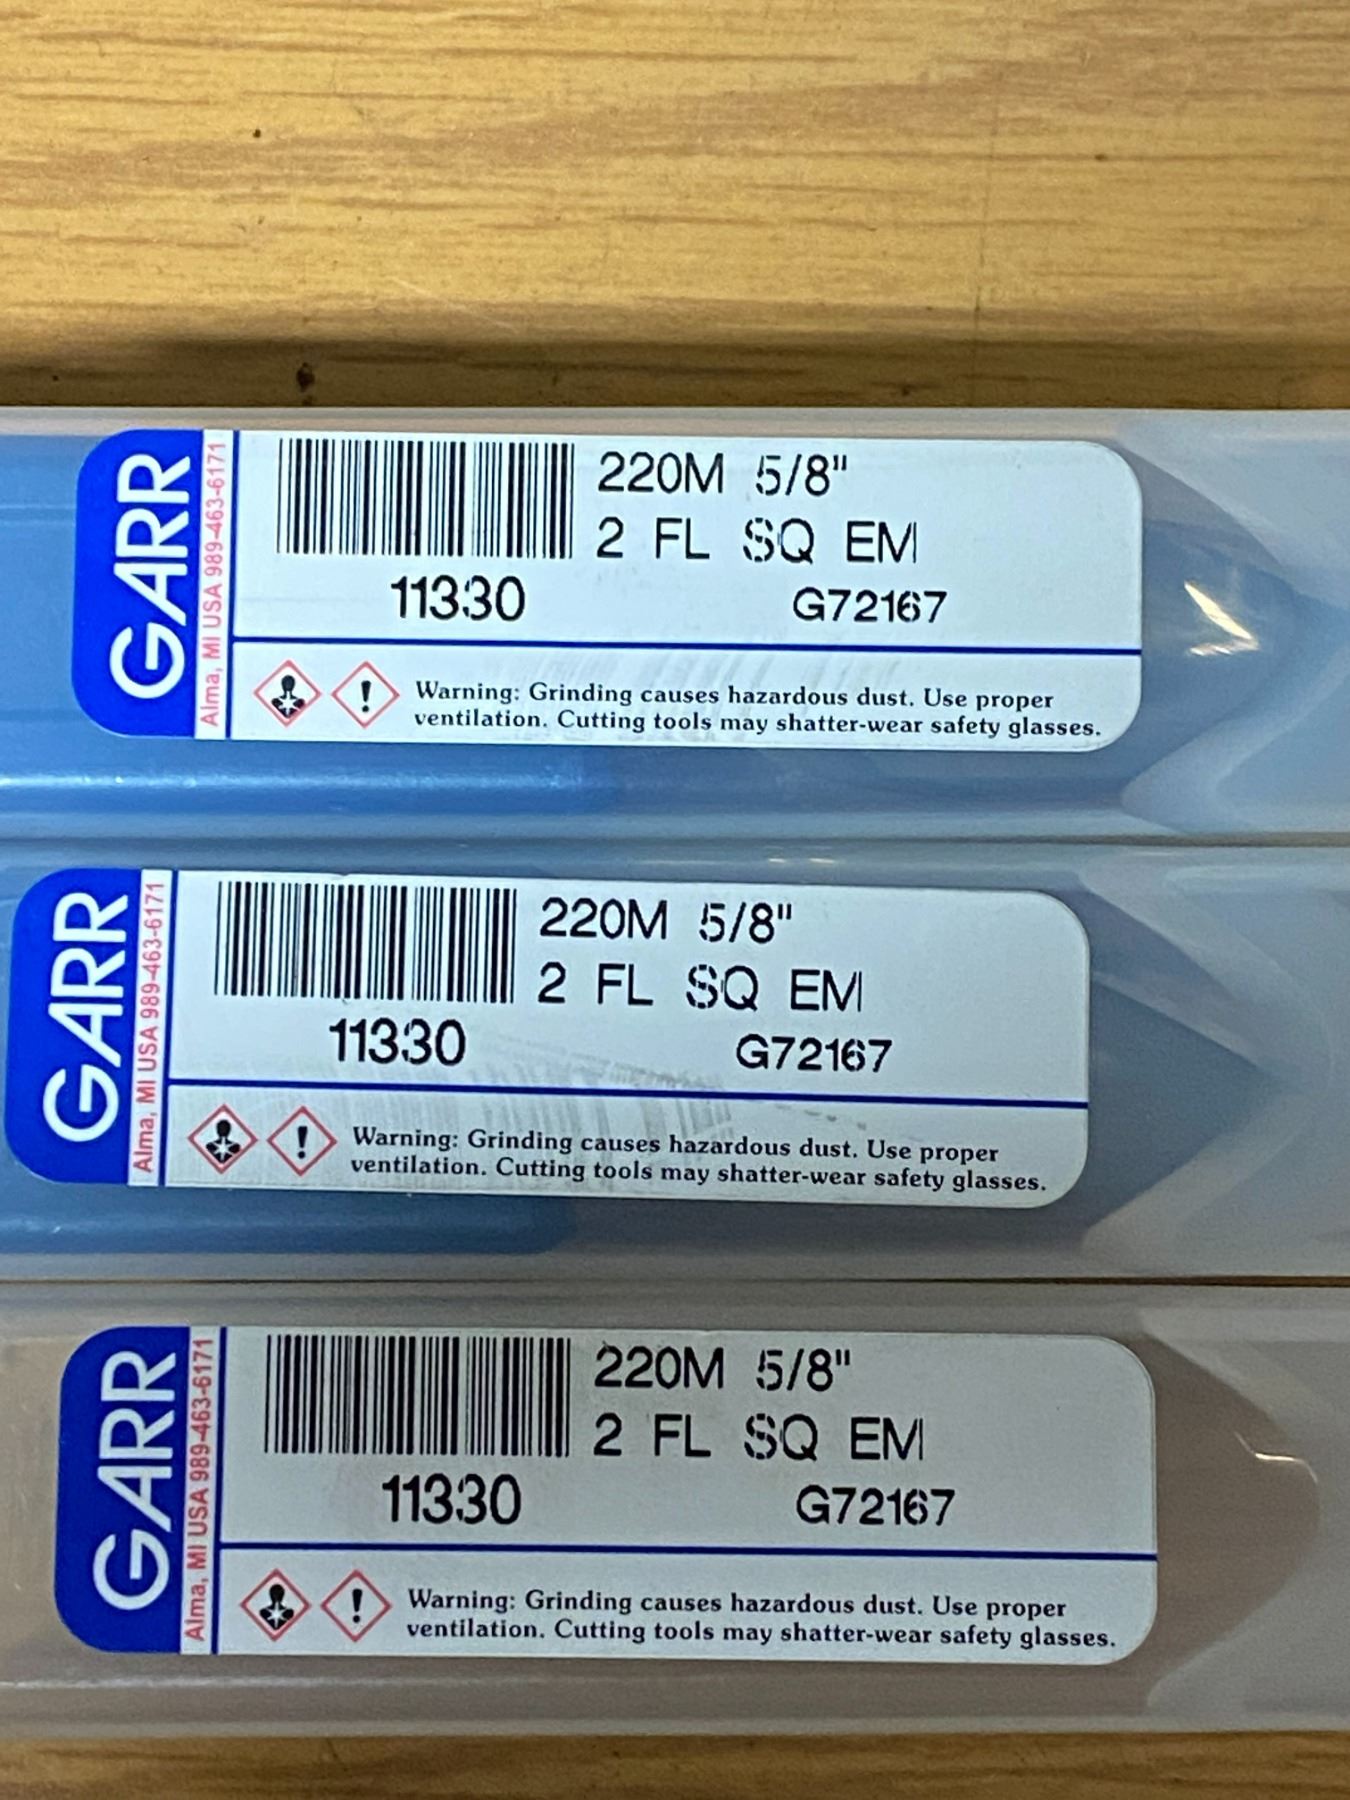 GARR
Alma, MI USA 989-463-6171
220M 5/8"
2 FL SQ EM
11330 G72167
Warning: Grinding causes hazardous dust. Use proper
ventilation. Cutting tools may shatter-wear safety glasses.
GARR
Alma, MI USA 989-463-6171
220M 5/8"
2 FL SQ EM
11330 G72167
Warning: Grinding causes hazardous dust. Use proper
ventilation. Cutting tools may shatter-wear safety glasses.
GARR
Alma, MI USA 989-463-6171
220M 5/8"
2 FL SQ EM
11330 G72167
Warning: Grinding causes hazardous dust. Use proper
ventilation. Cutting tools may shatter-wear safety glasses.